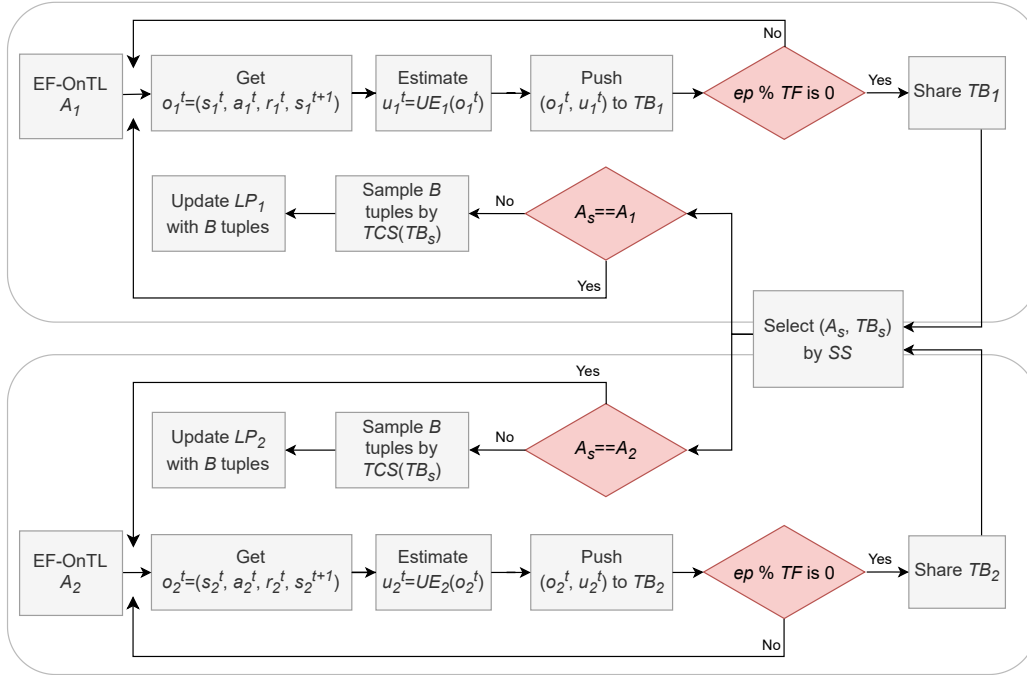 No
EF-OnTL
A₁
Get
o₁ᵗ=(s₁ᵗ, a₁ᵗ, r₁ᵗ, s₁ᵗ⁺¹)
Estimate
u₁ᵗ=UE₁(o₁ᵗ)
Push
(o₁ᵗ, u₁ᵗ) to TB₁
ep % TF is 0
Yes
Share TB₁
Update LP₁
with B tuples
Sample B
tuples by
TCS(TBₛ)
No
Aₛ==A₁
Yes
Select (Aₛ, TBₛ)
by SS
Yes
Update LP₂
with B tuples
Sample B
tuples by
TCS(TBₛ)
No
Aₛ==A₂
EF-OnTL
A₂
Get
o₂ᵗ=(s₂ᵗ, a₂ᵗ, r₂ᵗ, s₂ᵗ⁺¹)
Estimate
u₂ᵗ=UE₂(o₂ᵗ)
Push
(o₂ᵗ, u₂ᵗ) to TB₂
ep % TF is 0
Yes
Share TB₂
No